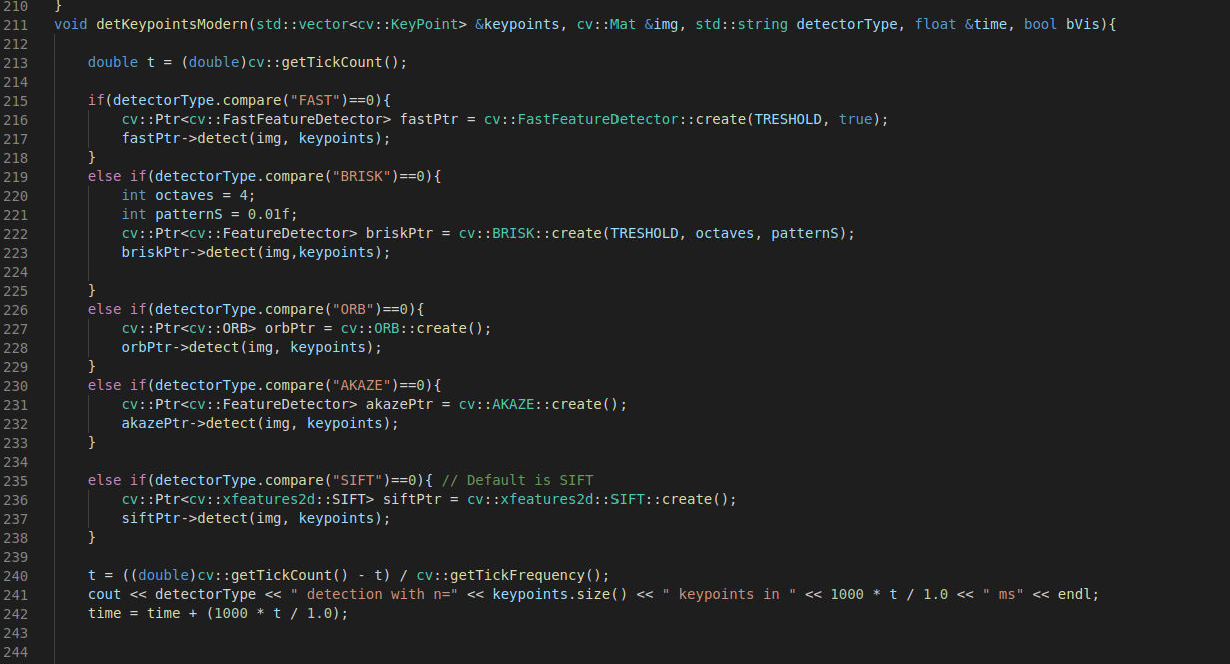 210 }
211 void detKeypointsModern(std::vector<cv::KeyPoint> &keypoints, cv::Mat &img, std::string detectorType, float &time, bool bVis){
212
213     double t = (double)cv::getTickCount();
214
215     if(detectorType.compare("FAST")==0){
216         cv::Ptr<cv::FastFeatureDetector> fastPtr = cv::FastFeatureDetector::create(TRESHOLD, true);
217         fastPtr->detect(img, keypoints);
218     }
219     else if(detectorType.compare("BRISK")==0){
220         int octaves = 4;
221         int patternS = 0.01f;
222         cv::Ptr<cv::FeatureDetector> briskPtr = cv::BRISK::create(TRESHOLD, octaves, patternS);
223         briskPtr->detect(img,keypoints);
224
225     }
226     else if(detectorType.compare("ORB")==0){
227         cv::Ptr<cv::ORB> orbPtr = cv::ORB::create();
228         orbPtr->detect(img, keypoints);
229     }
230     else if(detectorType.compare("AKAZE")==0){
231         cv::Ptr<cv::FeatureDetector> akazePtr = cv::AKAZE::create();
232         akazePtr->detect(img, keypoints);
233     }
234
235     else if(detectorType.compare("SIFT")==0){ // Default is SIFT
236         cv::Ptr<cv::xfeatures2d::SIFT> siftPtr = cv::xfeatures2d::SIFT::create();
237         siftPtr->detect(img, keypoints);
238     }
239
240     t = ((double)cv::getTickCount() - t) / cv::getTickFrequency();
241     cout << detectorType << " detection with n=" << keypoints.size() << " keypoints in " << 1000 * t / 1.0 << " ms" << endl;
242     time = time + (1000 * t / 1.0);
243
244